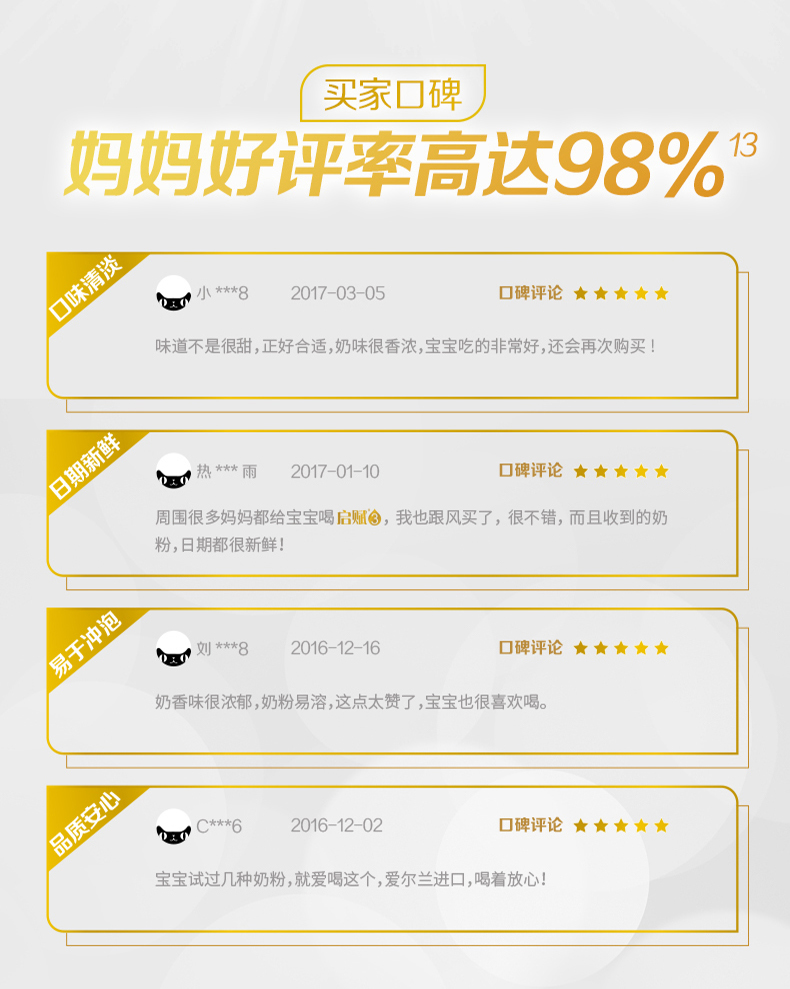 买家口碑
妈妈好评率高达98%13
口味清淡
小 ***8 2017-03-05 口碑评论 ★★★★★
味道不是很甜,正好合适,奶味很香浓,宝宝吃的非常好,还会再次购买！
日期新鲜
热 *** 雨 2017-01-10 口碑评论 ★★★★★
周围很多妈妈都给宝宝喝启赋3，我也跟风买了，很不错，而且收到的奶
粉,日期都很新鲜!
易于冲泡
刘 ***8 2016-12-16 口碑评论 ★★★★★
奶香味很浓郁,奶粉易溶,这点太赞了,宝宝也很喜欢喝。
品质安心
C***6 2016-12-02 口碑评论 ★★★★★
宝宝试过几种奶粉,就爱喝这个,爱尔兰进口,喝着放心!